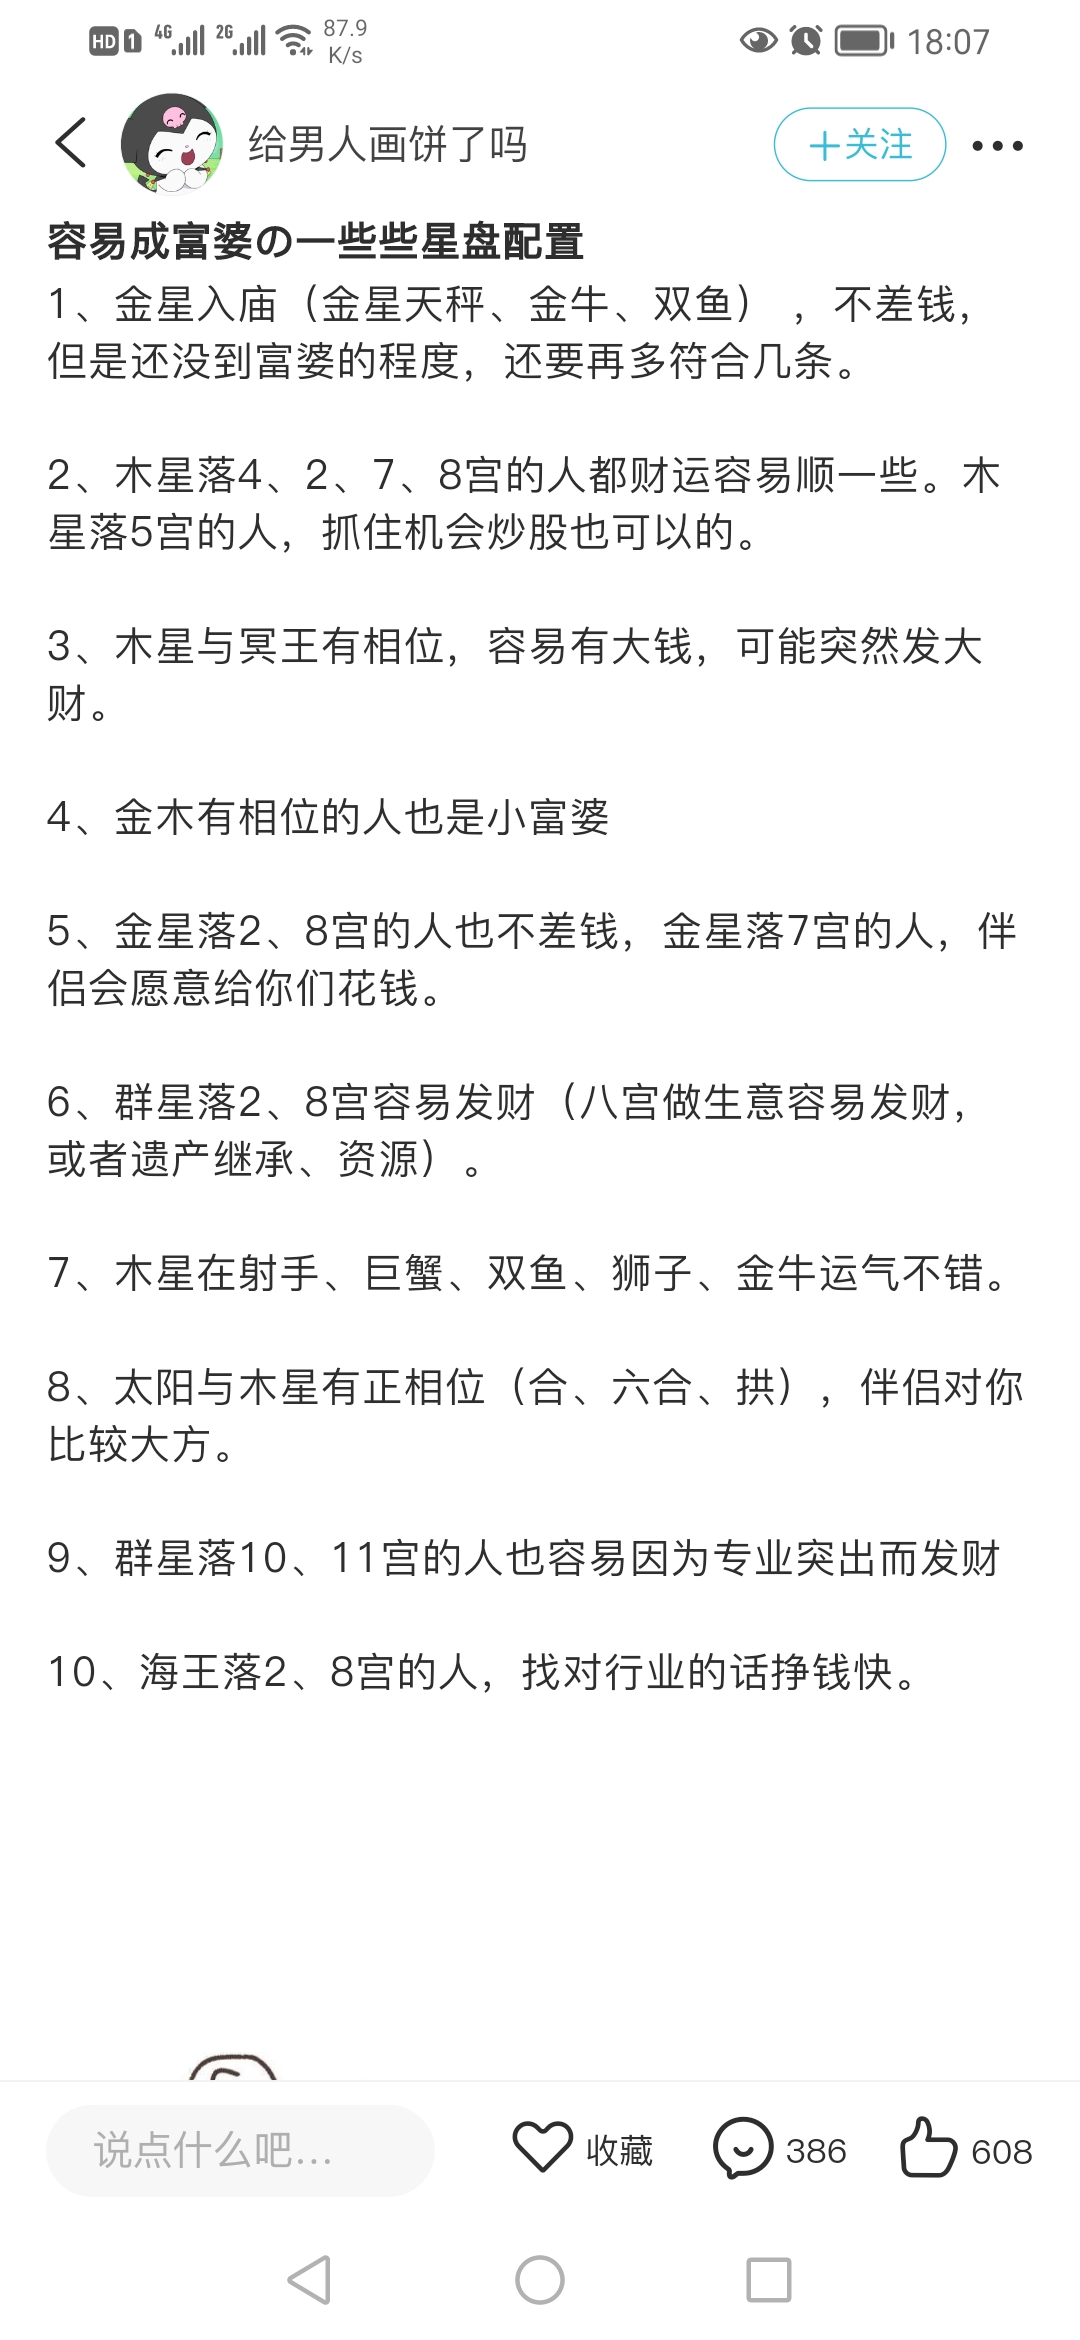 HD 1 4G 2G 87.9 K/s 18:07
给男人画饼了吗
+关注
容易成富婆の一些些星盘配置
1、金星入庙（金星天秤、金牛、双鱼），不差钱，
但是还没到富婆的程度，还要再多符合几条。
2、木星落4、2、7、8宫的人都财运容易顺一些。木
星落5宫的人，抓住机会炒股也可以的。
3、木星与冥王有相位，容易有大钱，可能突然发大
财。
4、金木有相位的人也是小富婆
5、金星落2、8宫的人也不差钱，金星落7宫的人，伴
侣会愿意给你们花钱。
6、群星落2、8宫容易发财（八宫做生意容易发财，
或者遗产继承、资源）。
7、木星在射手、巨蟹、双鱼、狮子、金牛运气不错。
8、太阳与木星有正相位（合、六合、拱），伴侣对你
比较大方。
9、群星落10、11宫的人也容易因为专业突出而发财
10、海王落2、8宫的人，找对行业的话挣钱快。
说点什么吧...
收藏
386
608